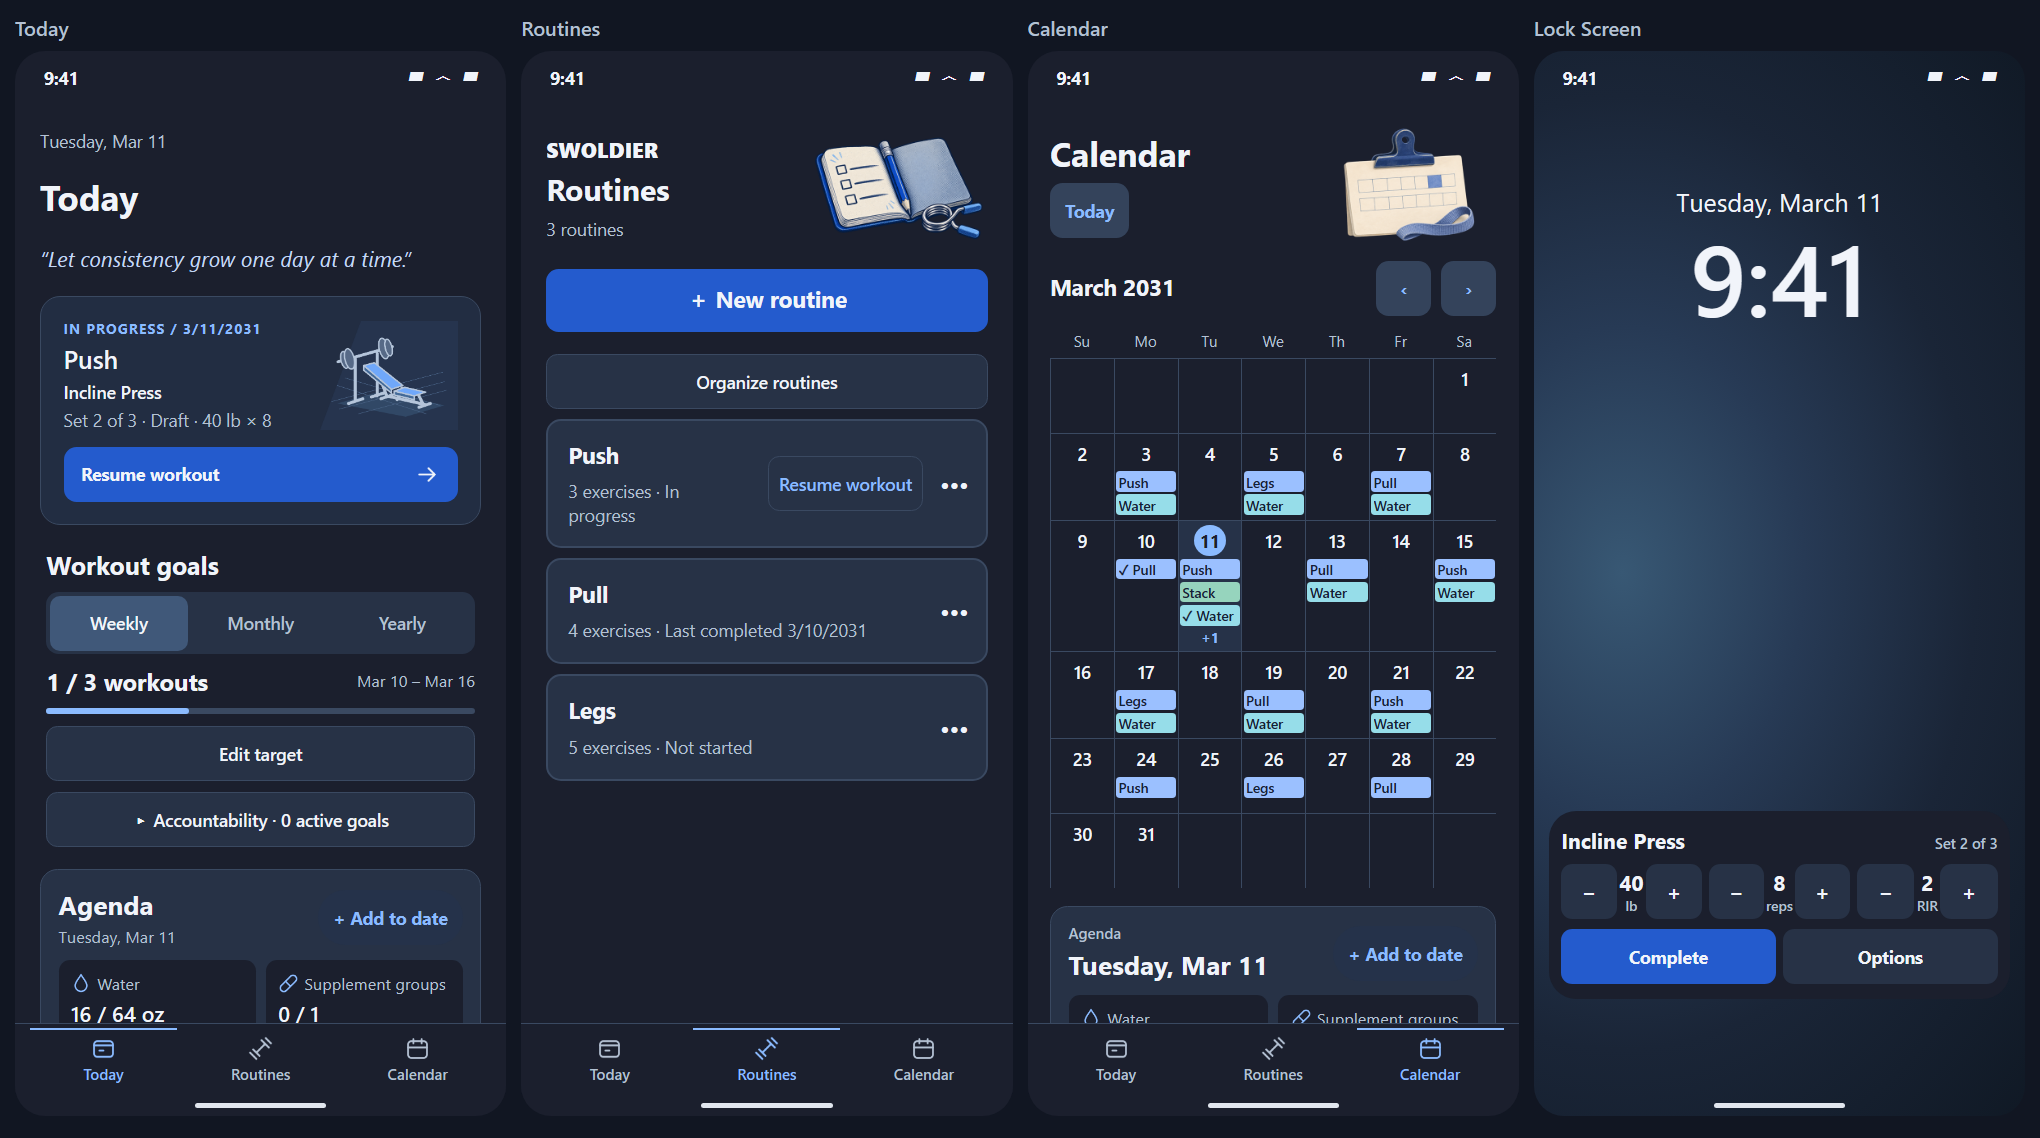 Today
9:41
Tuesday, Mar 11
Today
“Let consistency grow one day at a time.”
IN PROGRESS / 3/11/2031
Push
Incline Press
Set 2 of 3 · Draft · 40 lb × 8
Resume workout →
Workout goals
Weekly Monthly Yearly
1 / 3 workouts Mar 10 – Mar 16
Edit target
▸ Accountability · 0 active goals
Agenda
+ Add to date
Tuesday, Mar 11
Water Supplement groups
16 / 64 oz 0 / 1
Today Routines Calendar
Routines
9:41
SWOLDIER
Routines
3 routines
+ New routine
Organize routines
Push
3 exercises · In
progress
Resume workout •••
Pull
4 exercises · Last completed 3/10/2031 •••
Legs
5 exercises · Not started •••
Today Routines Calendar
Calendar
9:41
Calendar
Today
March 2031 ‹ ›
Su Mo Tu We Th Fr Sa
1
2 3 4 5 6 7 8
Push Legs Pull
Water Water Water
9 10 11 12 13 14 15
✓ Pull Push Pull Push
Stack Water Water
✓ Water
+1
16 17 18 19 20 21 22
Legs Pull Push
Water Water Water
23 24 25 26 27 28 29
Push Legs Pull
30 31
Agenda
Tuesday, Mar 11 + Add to date
Water Supplement groups
Today Routines Calendar
Lock Screen
9:41
Tuesday, March 11
9:41
Incline Press Set 2 of 3
− 40 + − 8 + − 2 +
lb reps RIR
Complete Options